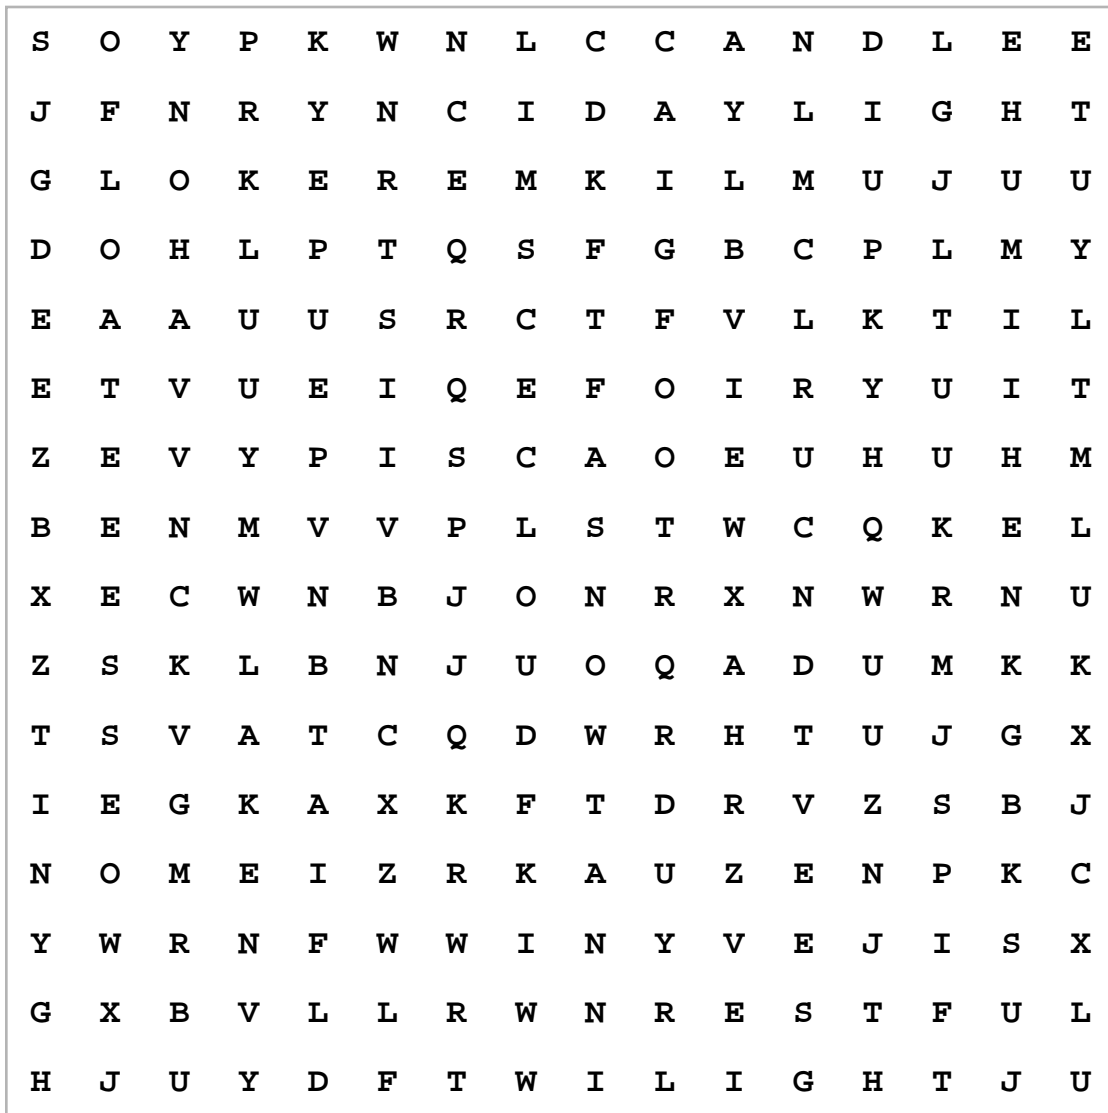 S O Y P K W N L C C A N D L E E
J F N R Y N C I D A Y L I G H T
G L O K E R E M K I L M U J U U
D O H L P T Q S F G B C P L M Y
E A A U U S R C T F V L K T I L
E T V U E I Q E F O I R Y U I T
Z E V Y P I S C A O E U H U H M
B E N M V V P L S T W C Q K E L
X E C W N B J O N R X N W R N U
Z S K L B N J U O Q A D U M K K
T S V A T C Q D W R H T U J G X
I E G K A X K F T D R V Z S B J
N O M E I Z R K A U Z E N P K C
Y W R N F W W I N Y V E J I S X
G X B V L L R W N R E S T F U L
H J U Y D F T W I L I G H T J U